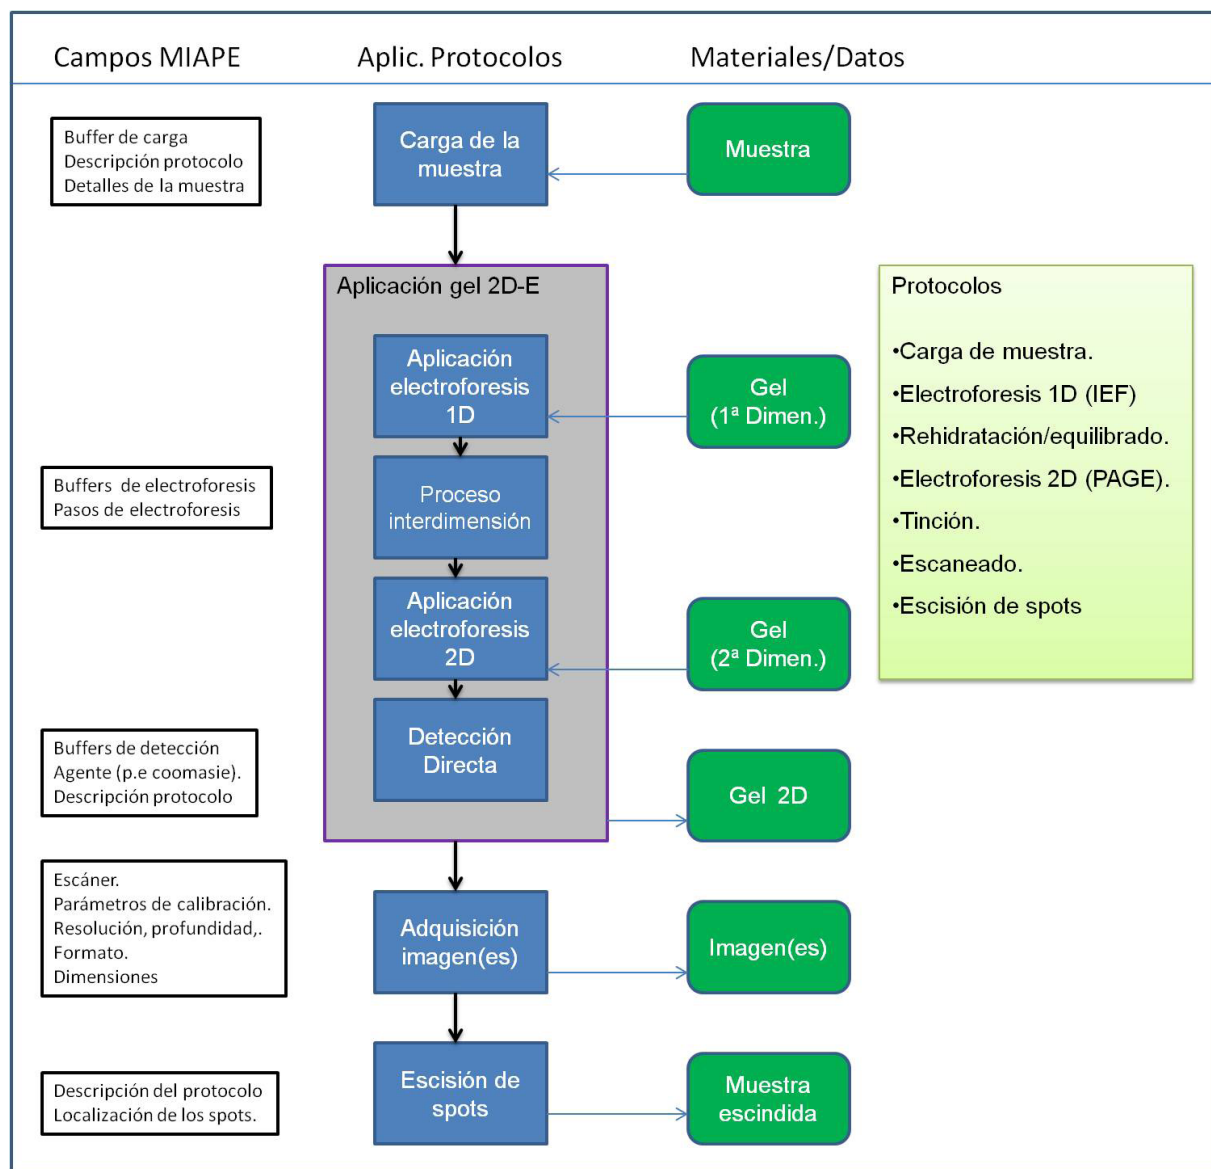 Campos MIAPE
Aplic. Protocolos
Materiales/Datos
Buffer de carga
Descripción protocolo
Detalles de la muestra
Carga de la
muestra
Muestra
Aplicación gel 2D-E
Aplicación
electroforesis
1D
Gel
(1ª Dimen.)
Buffers de electroforesis
Pasos de electroforesis
Proceso
interdimensión
Aplicación
electroforesis
2D
Gel
(2ª Dimen.)
Buffers de detección
Agente (p.e coomasie).
Descripción protocolo
Detección
Directa
Gel 2D
Protocolos
•Carga de muestra.
•Electroforesis 1D (IEF)
•Rehidratación/equilibrado.
•Electroforesis 2D (PAGE).
•Tinción.
•Escaneado.
•Escisión de spots
Escáner.
Parámetros de calibración.
Resolución, profundidad,.
Formato.
Dimensiones
Adquisición
imagen(es)
Imagen(es)
Descripción del protocolo
Localización de los spots.
Escisión de
spots
Muestra
escindida